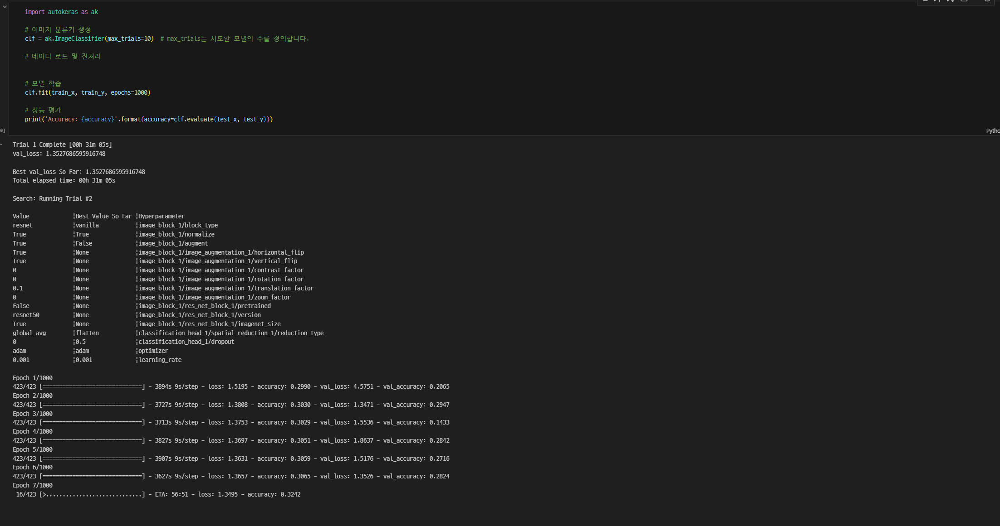 import autokeras as ak
# 이미지 분류기 생성
clf = ak.ImageClassifier(max_trials=10)  # max_trials는 시도할 모델의 수를 정의합니다.
# 데이터 로드 및 전처리
# 모델 학습
clf.fit(train_x, train_y, epochs=1000)
# 성능 평가
print('Accuracy: {accuracy}'.format(accuracy=clf.evaluate(test_x, test_y)))
0]
Pytho
Trial 1 Complete [00h 31m 05s]
val_loss: 1.3527686595916748
Best val_loss So Far: 1.3527686595916748
Total elapsed time: 00h 31m 05s
Search: Running Trial #2
Value             ¦Best Value So Far ¦Hyperparameter
resnet            ¦vanilla           ¦image_block_1/block_type
True              ¦True              ¦image_block_1/normalize
True              ¦False             ¦image_block_1/augment
True              ¦None              ¦image_block_1/image_augmentation_1/horizontal_flip
True              ¦None              ¦image_block_1/image_augmentation_1/vertical_flip
0                 ¦None              ¦image_block_1/image_augmentation_1/contrast_factor
0                 ¦None              ¦image_block_1/image_augmentation_1/rotation_factor
0.1               ¦None              ¦image_block_1/image_augmentation_1/translation_factor
0                 ¦None              ¦image_block_1/image_augmentation_1/zoom_factor
False             ¦None              ¦image_block_1/res_net_block_1/pretrained
resnet50          ¦None              ¦image_block_1/res_net_block_1/version
True              ¦None              ¦image_block_1/res_net_block_1/imagenet_size
global_avg        ¦flatten           ¦classification_head_1/spatial_reduction_1/reduction_type
0                 ¦0.5               ¦classification_head_1/dropout
adam              ¦adam              ¦optimizer
0.001             ¦0.001             ¦learning_rate
Epoch 1/1000
423/423 [==============================] - 3894s 9s/step - loss: 1.5195 - accuracy: 0.2990 - val_loss: 4.5751 - val_accuracy: 0.2065
Epoch 2/1000
423/423 [==============================] - 3727s 9s/step - loss: 1.3808 - accuracy: 0.3030 - val_loss: 1.3471 - val_accuracy: 0.2947
Epoch 3/1000
423/423 [==============================] - 3713s 9s/step - loss: 1.3753 - accuracy: 0.3029 - val_loss: 1.5536 - val_accuracy: 0.1433
Epoch 4/1000
423/423 [==============================] - 3827s 9s/step - loss: 1.3697 - accuracy: 0.3051 - val_loss: 1.8637 - val_accuracy: 0.2842
Epoch 5/1000
423/423 [==============================] - 3907s 9s/step - loss: 1.3631 - accuracy: 0.3059 - val_loss: 1.5176 - val_accuracy: 0.2716
Epoch 6/1000
423/423 [==============================] - 3627s 9s/step - loss: 1.3657 - accuracy: 0.3065 - val_loss: 1.3526 - val_accuracy: 0.2824
Epoch 7/1000
 16/423 [>.............................] - ETA: 56:51 - loss: 1.3495 - accuracy: 0.3242